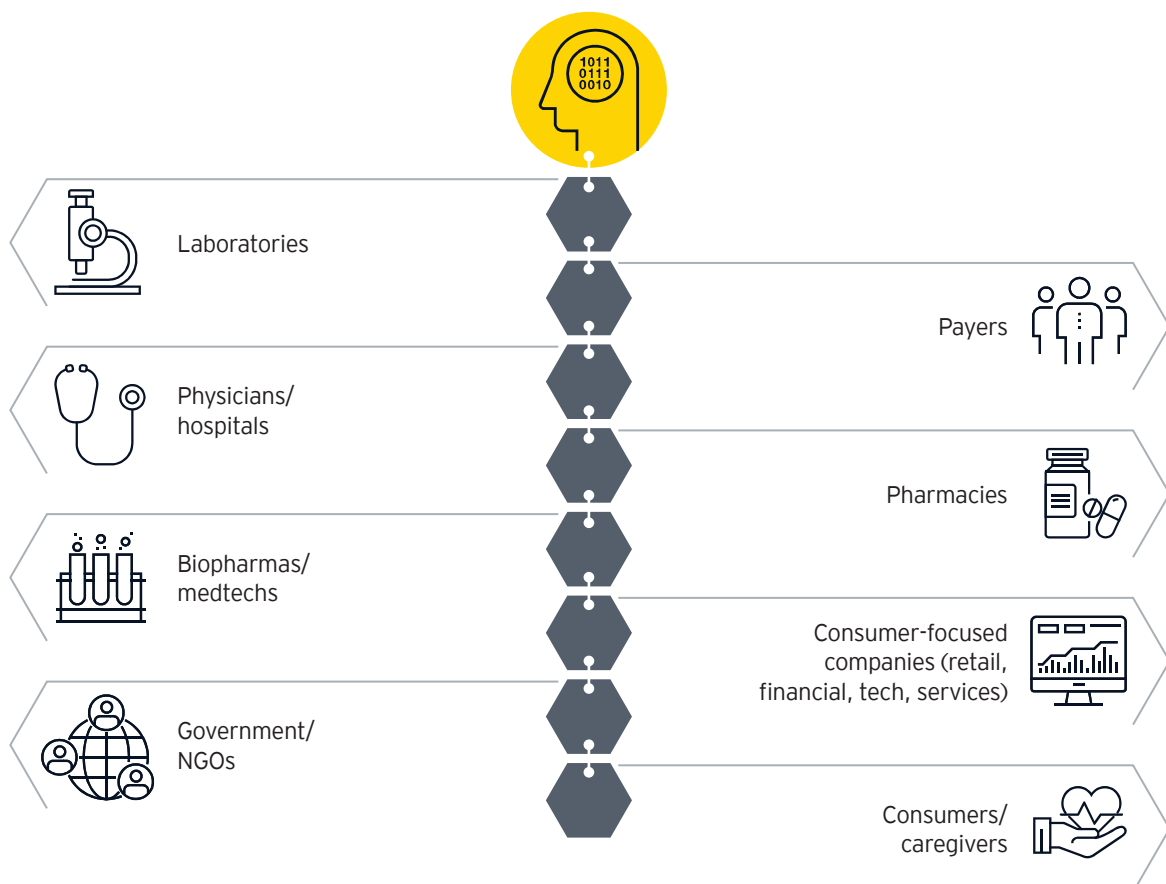 1011
0111
0010
Laboratories
Payers
Physicians/
hospitals
Pharmacies
Biopharmas/
medtechs
Consumer-focused
companies (retail,
financial, tech, services)
Government/
NGOs
Consumers/
caregivers